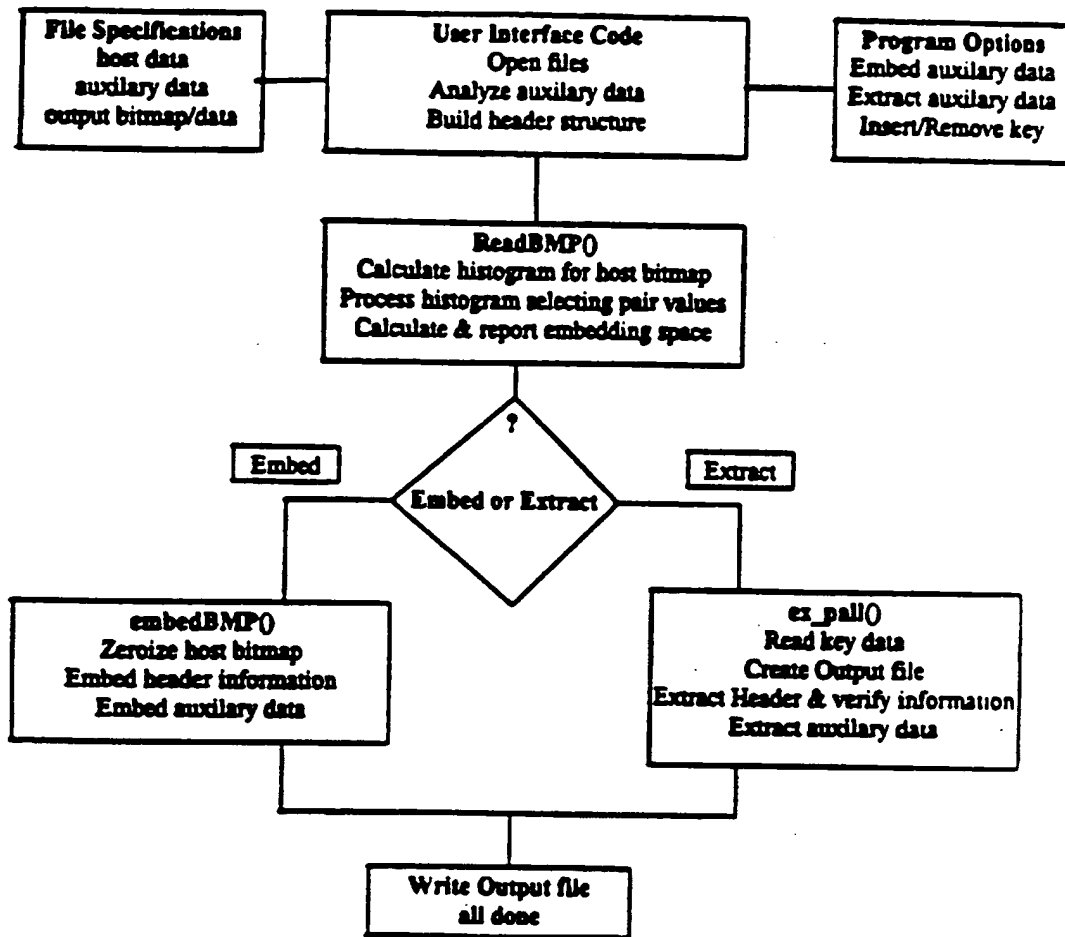 File Specifications
host data
auxilary data
output bitmap/data
User Interface Code
Open files
Analyze auxilary data
Build header structure
Program Options
Embed auxilary data
Extract auxilary data
Insert/Remove key
ReadBMP()
Calculate histogram for host bitmap
Process histogram selecting pair values
Calculate & report embedding space
?
Embed
Embed or Extract
Extract
embedBMP()
Zeroize host bitmap
Embed header information
Embed auxilary data
ex_pall()
Read key data
Create Output file
Extract Header & verify information
Extract auxilary data
Write Output file
all done